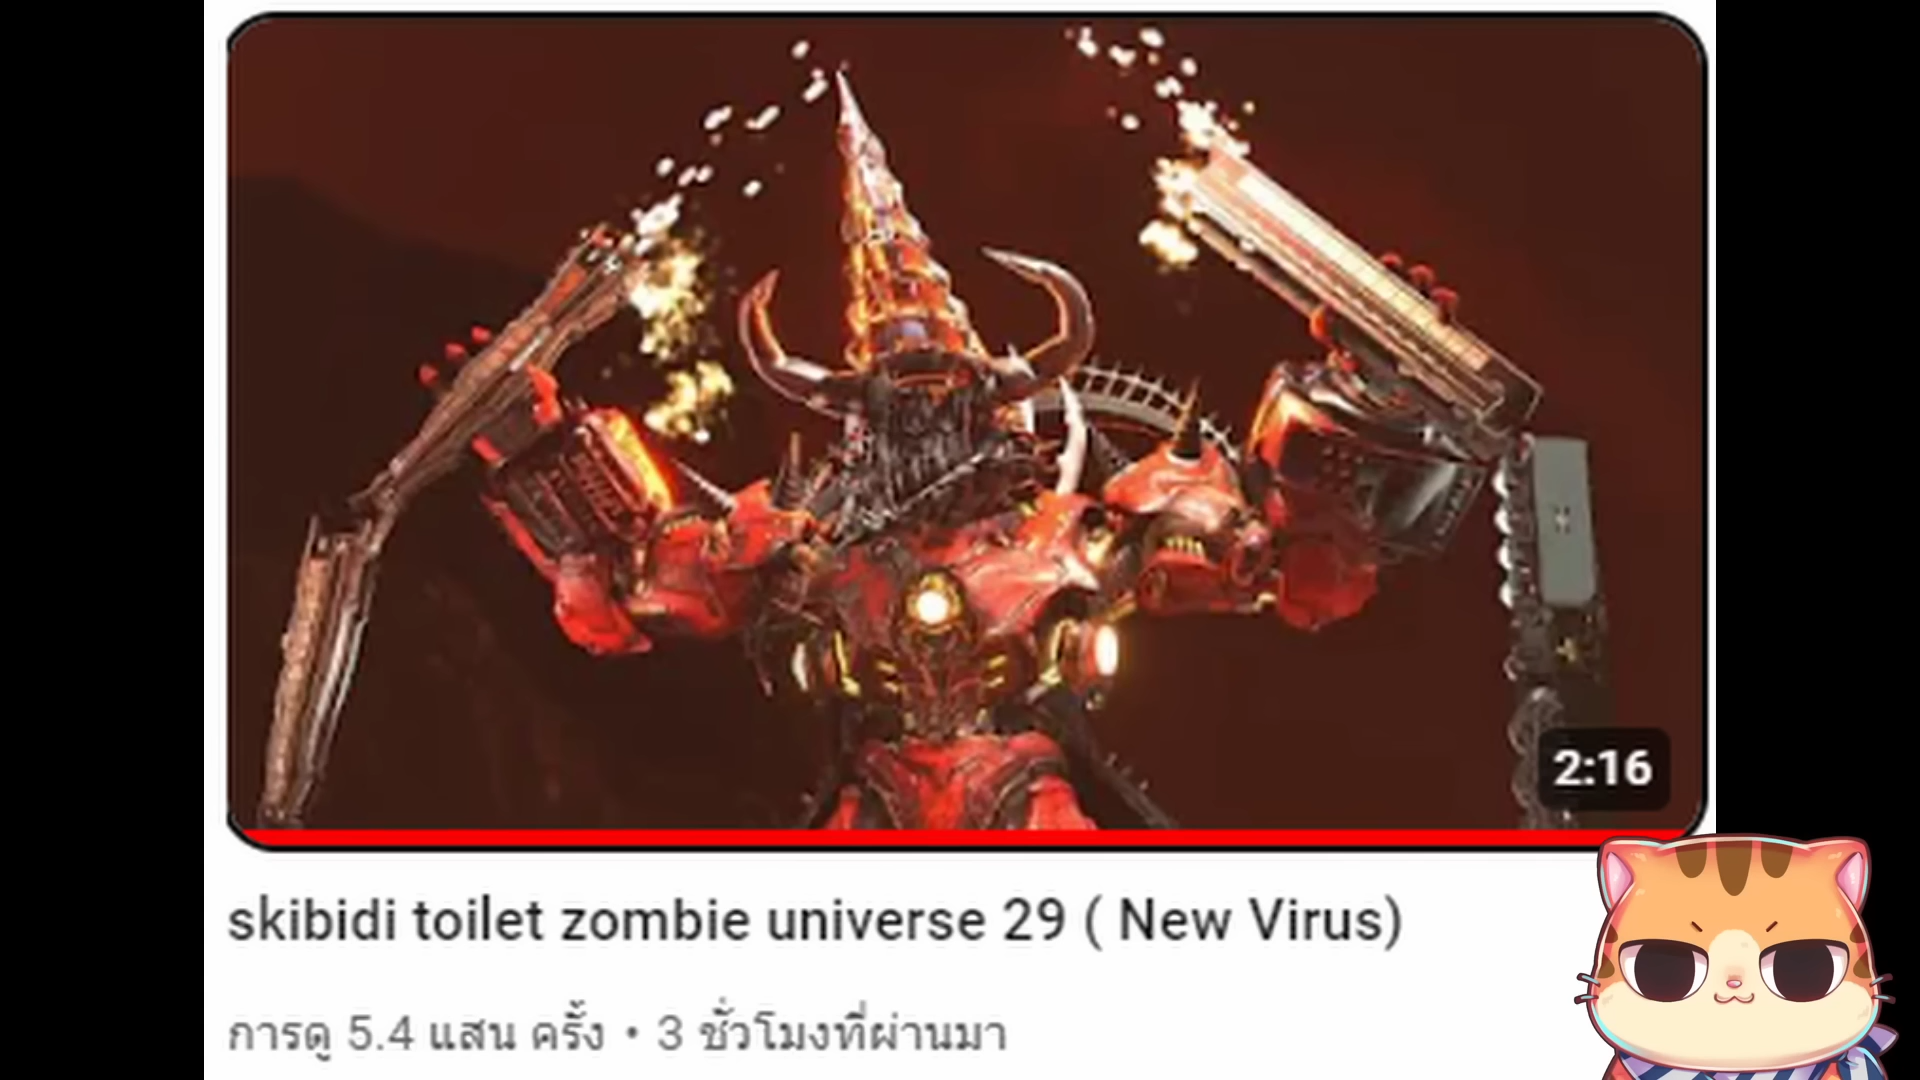 2:16
skibidi toilet zombie universe 29 ( New Virus)
การดู 5.4 แสน ครั้ง • 3 ชั่วโมงที่ผ่านมา